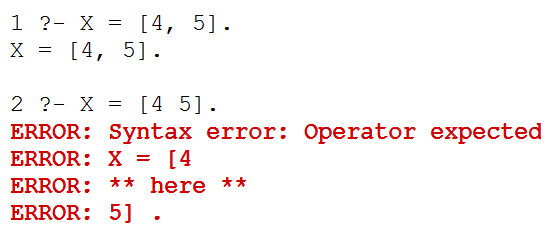 1 ?- X = [4, 5].
X = [4, 5].
2 ?- X = [4 5].
ERROR: Syntax error: Operator expected
ERROR: X = [4
ERROR: ** here **
ERROR: 5] .